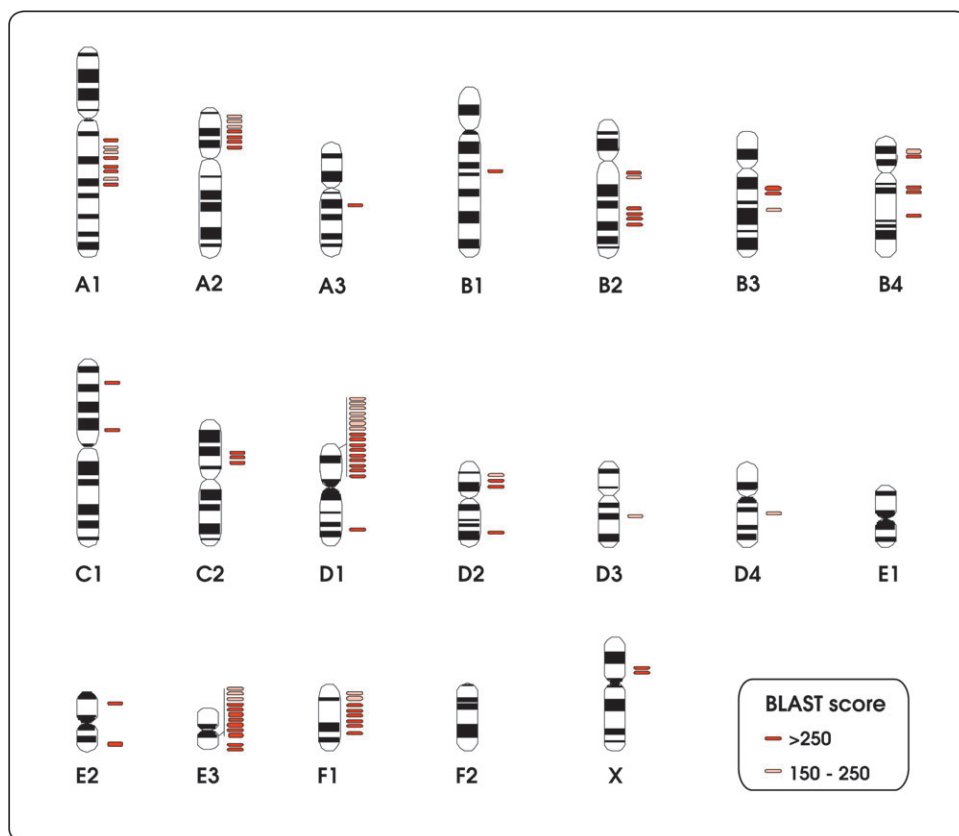 A1 A2 A3 B1 B2 B3 B4
C1 C2 D1 D2 D3 D4 E1
E2 E3 F1 F2 X
BLAST score
>250
150 - 250